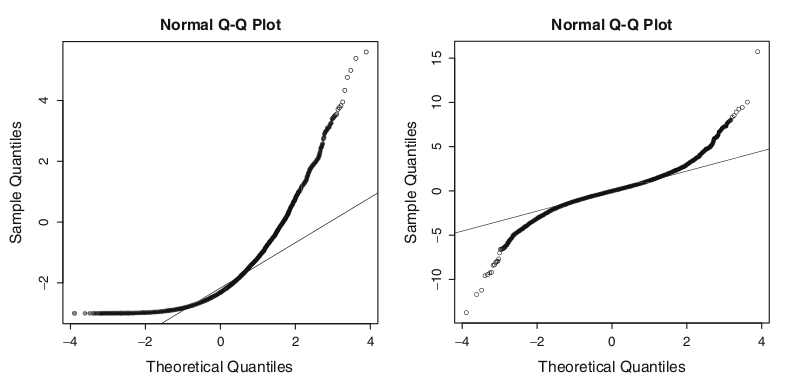 Normal Q-Q Plot
Sample Quantiles
4
2
0
−2
−4 −2 0 2 4
Theoretical Quantiles
Normal Q-Q Plot
Sample Quantiles
15
10
5
0
−5
−10
−4 −2 0 2 4
Theoretical Quantiles